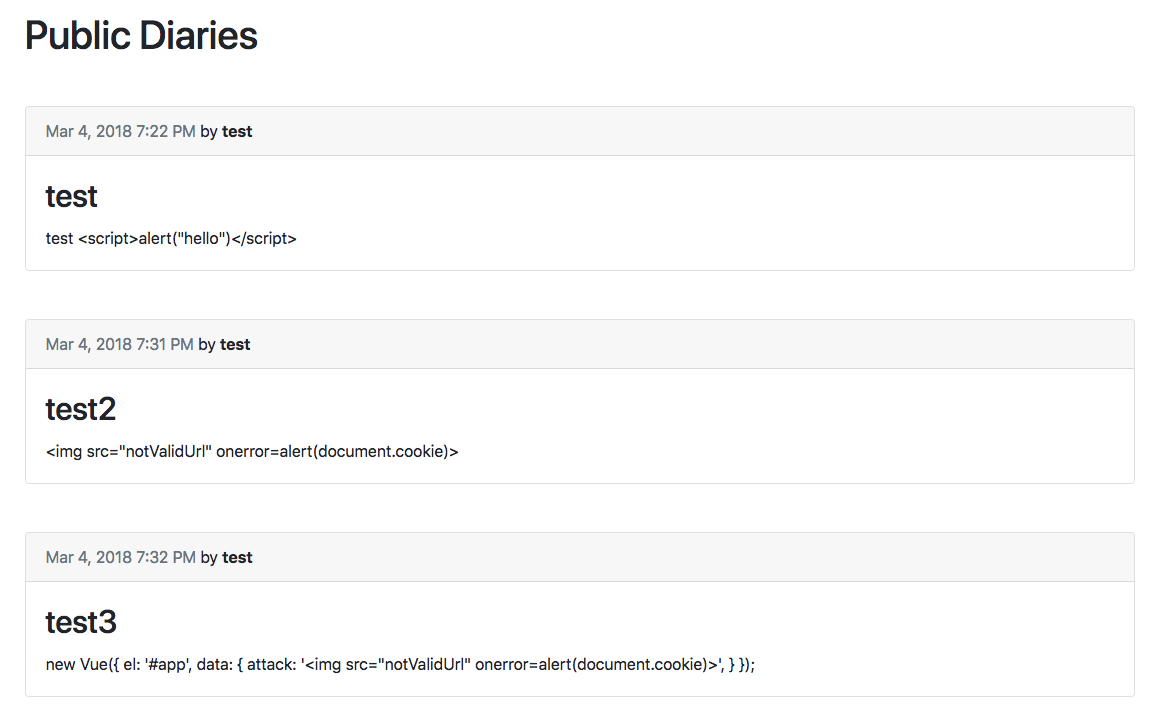 Public Diaries
Mar 4, 2018 7:22 PM by test
test
test <script>alert("hello")</script>
Mar 4, 2018 7:31 PM by test
test2
<img src="notValidUrl" onerror=alert(document.cookie)>
Mar 4, 2018 7:32 PM by test
test3
new Vue({ el: '#app', data: { attack: '<img src="notValidUrl" onerror=alert(document.cookie)>', } });